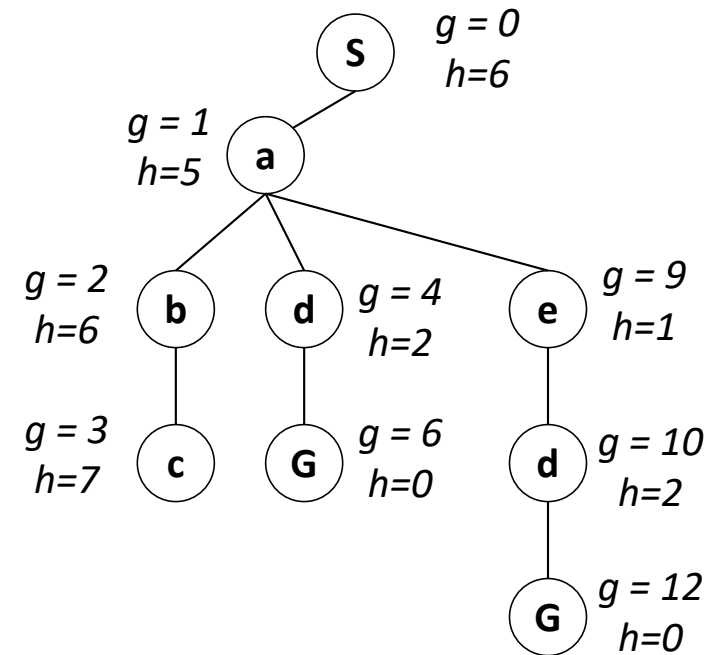 S
g = 0
h=6
g = 1
h=5
a
g = 2
h=6
b
d
g = 4
h=2
e
g = 9
h=1
g = 3
h=7
c
G
g = 6
h=0
d
g = 10
h=2
G
g = 12
h=0